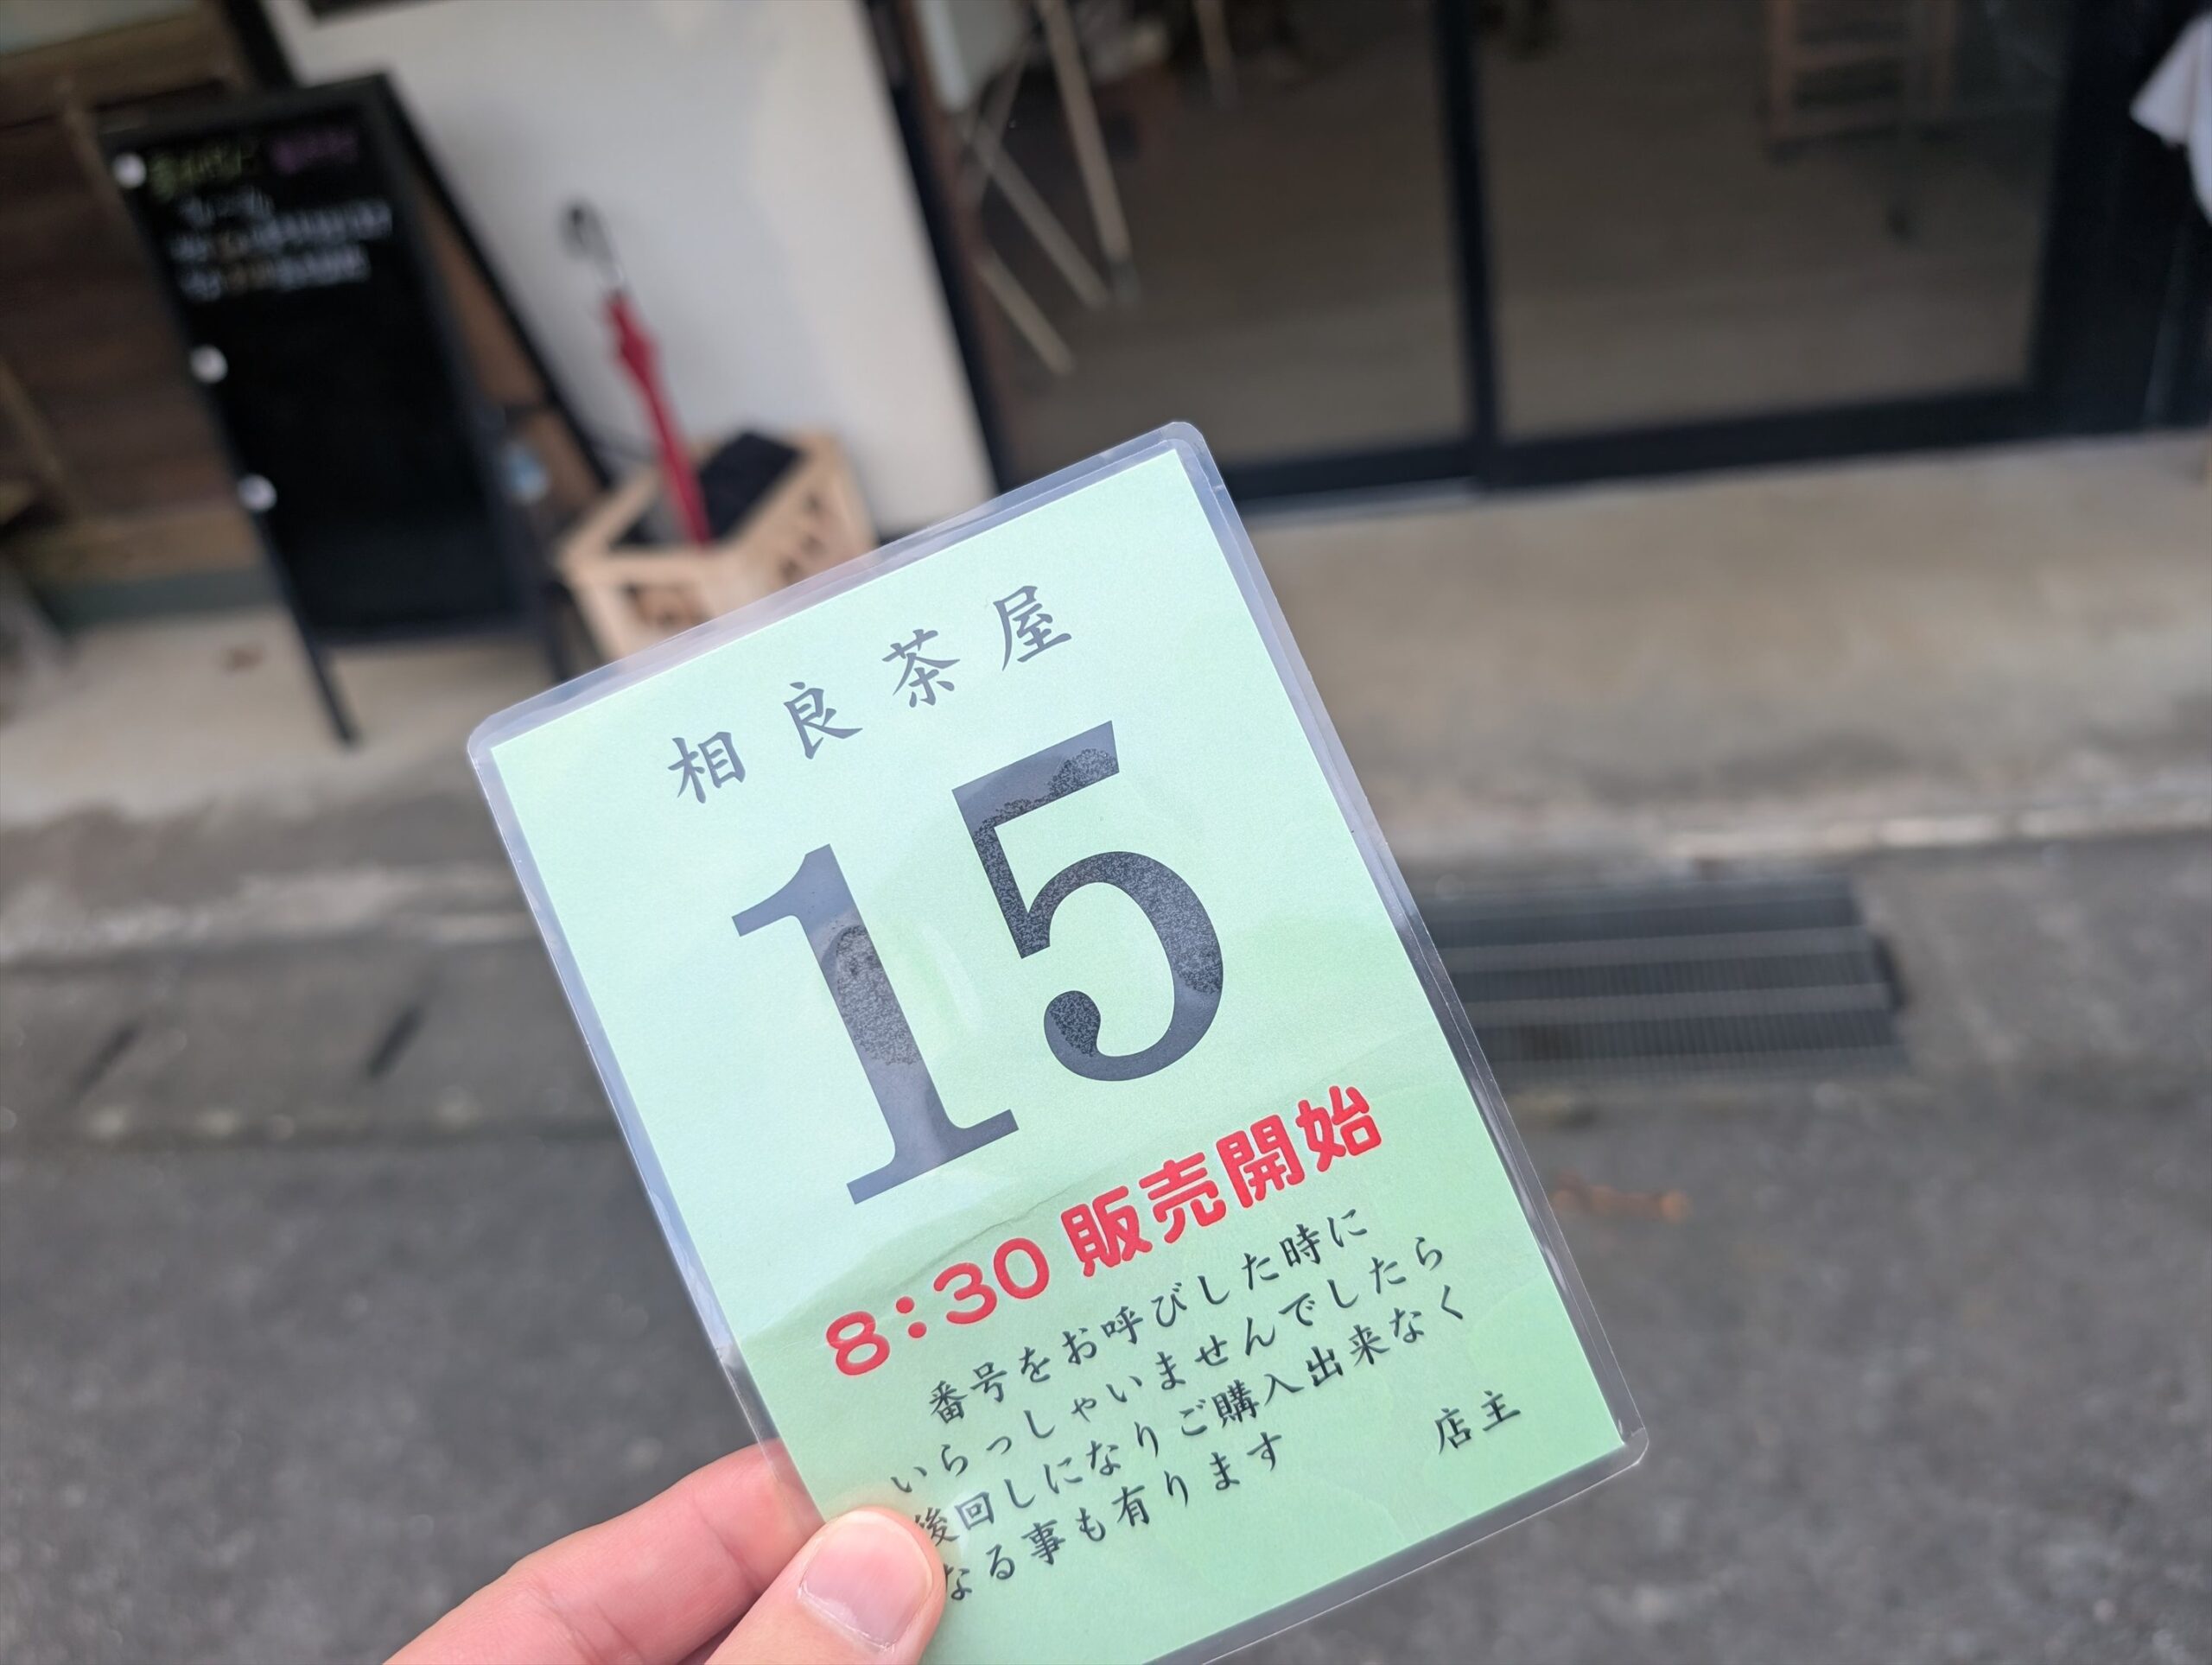 相良茶屋
15
8:30 販売開始
番号をお呼びした時に
いらっしゃいませんでしたら
後回しになりご購入出来なく
なる事も有ります
店主